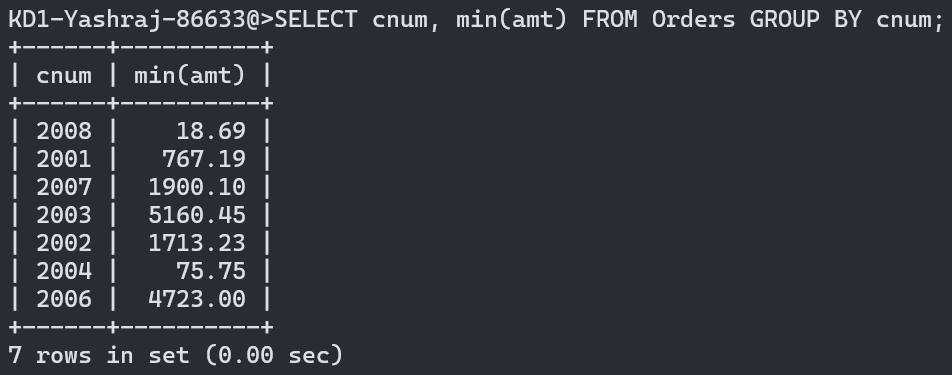 KD1-Yashraj-86633@>SELECT cnum, min(amt) FROM Orders GROUP BY cnum;
+------+----------+
| cnum | min(amt) |
+------+----------+
| 2008 |    18.69 |
| 2001 |   767.19 |
| 2007 |  1900.10 |
| 2003 |  5160.45 |
| 2002 |  1713.23 |
| 2004 |    75.75 |
| 2006 |  4723.00 |
+------+----------+
7 rows in set (0.00 sec)